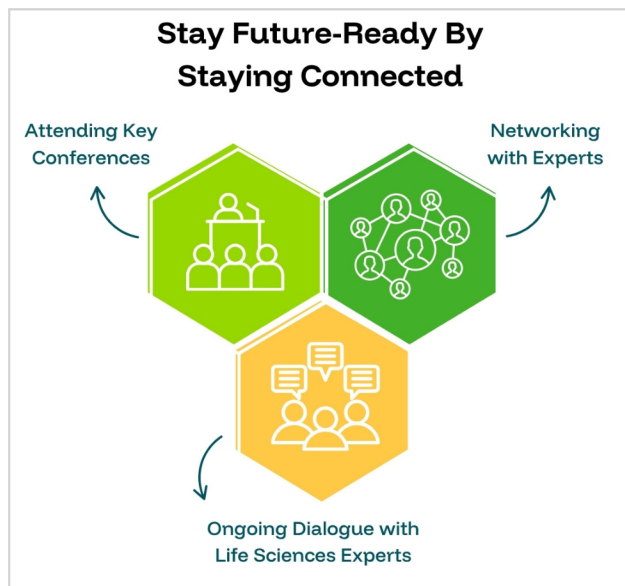 Stay Future-Ready By
Staying Connected
Attending Key
Conferences
Networking
with Experts
Ongoing Dialogue with
Life Sciences Experts